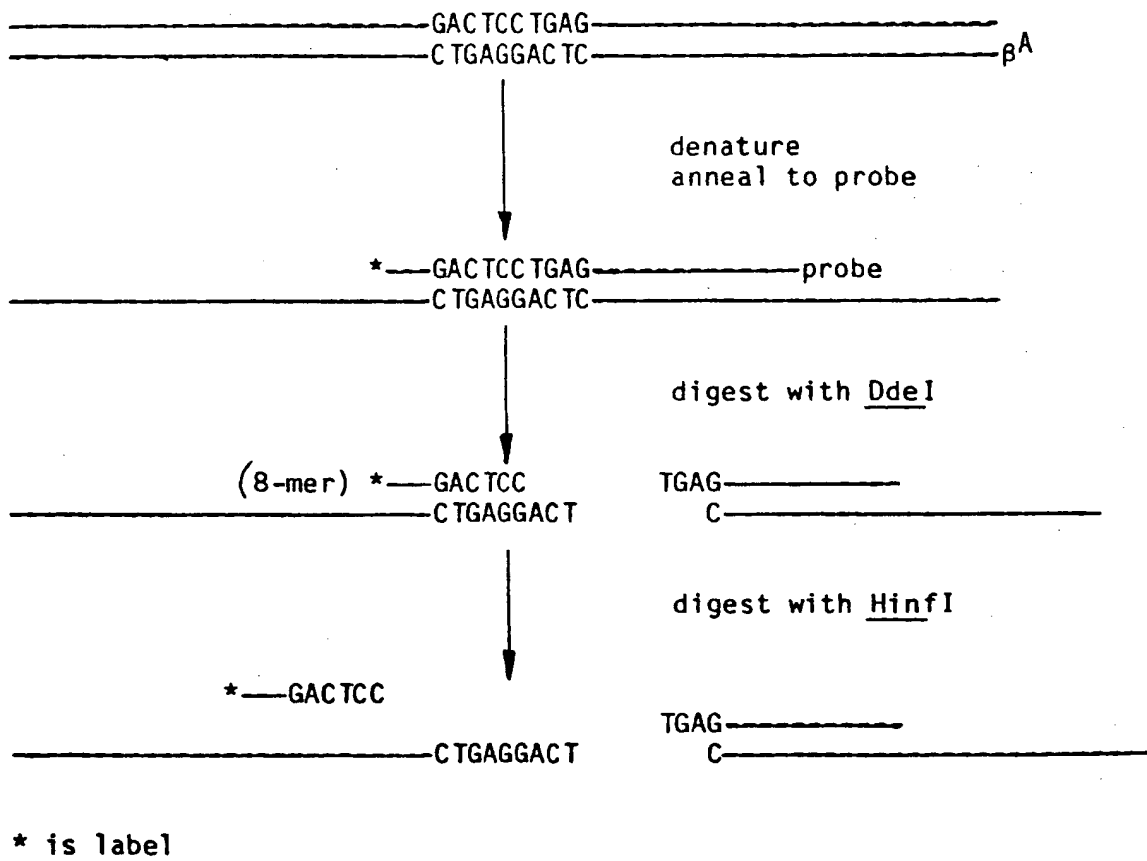 GACTCCTGAG
CTGAGGACTC βA
denature
anneal to probe
*GACTCCTGAG probe
CTGAGGACTC
digest with DdeI
(8-mer) *GACTCC TGAG
CTGAGGACT C
digest with HinfI
*GACTCC
TGAG
CTGAGGACT C
* is label